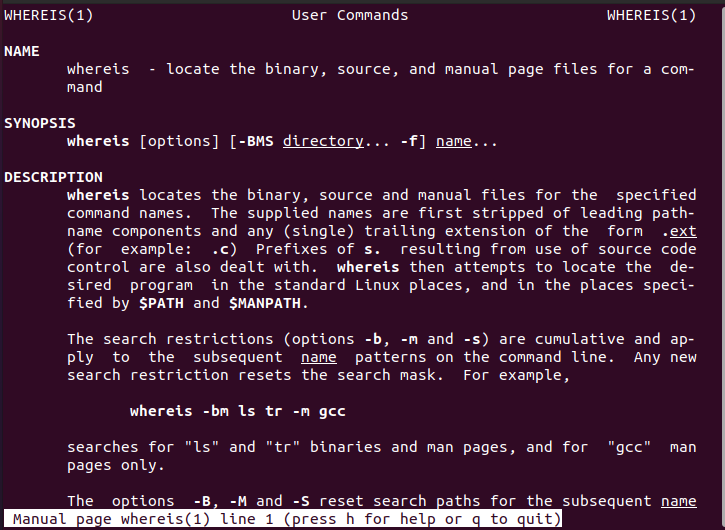 WHEREIS(1) User Commands WHEREIS(1)
NAME
whereis - locate the binary, source, and manual page files for a com-
mand
SYNOPSIS
whereis [options] [-BMS directory... -f] name...
DESCRIPTION
whereis locates the binary, source and manual files for the specified
command names. The supplied names are first stripped of leading path-
name components and any (single) trailing extension of the form .ext
(for example: .c) Prefixes of s. resulting from use of source code
control are also dealt with. whereis then attempts to locate the de-
sired program in the standard Linux places, and in the places speci-
fied by $PATH and $MANPATH.
The search restrictions (options -b, -m and -s) are cumulative and ap-
ply to the subsequent name patterns on the command line. Any new
search restriction resets the search mask. For example,
whereis -bm ls tr -m gcc
searches for "ls" and "tr" binaries and man pages, and for "gcc" man
pages only.
The options -B, -M and -S reset search paths for the subsequent name
Manual page whereis(1) line 1 (press h for help or q to quit)